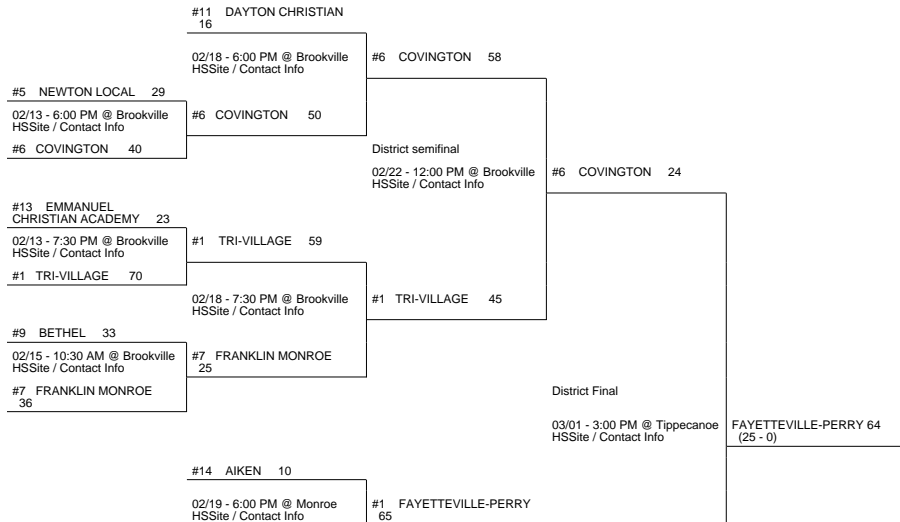 #11 DAYTON CHRISTIAN
16
02/18 - 6:00 PM @ Brookville
HSSite / Contact Info
#6 COVINGTON 58
#5 NEWTON LOCAL 29
02/13 - 6:00 PM @ Brookville
HSSite / Contact Info
#6 COVINGTON 50
#6 COVINGTON 40
District semifinal
02/22 - 12:00 PM @ Brookville
HSSite / Contact Info
#6 COVINGTON 24
#13 EMMANUEL
CHRISTIAN ACADEMY 23
02/13 - 7:30 PM @ Brookville
HSSite / Contact Info
#1 TRI-VILLAGE 59
#1 TRI-VILLAGE 70
02/18 - 7:30 PM @ Brookville
HSSite / Contact Info
#1 TRI-VILLAGE 45
#9 BETHEL 33
02/15 - 10:30 AM @ Brookville
HSSite / Contact Info
#7 FRANKLIN MONROE
25
#7 FRANKLIN MONROE
36
District Final
03/01 - 3:00 PM @ Tippecanoe
HSSite / Contact Info
FAYETTEVILLE-PERRY 64
(25 - 0)
#14 AIKEN 10
02/19 - 6:00 PM @ Monroe
HSSite / Contact Info
#1 FAYETTEVILLE-PERRY
65